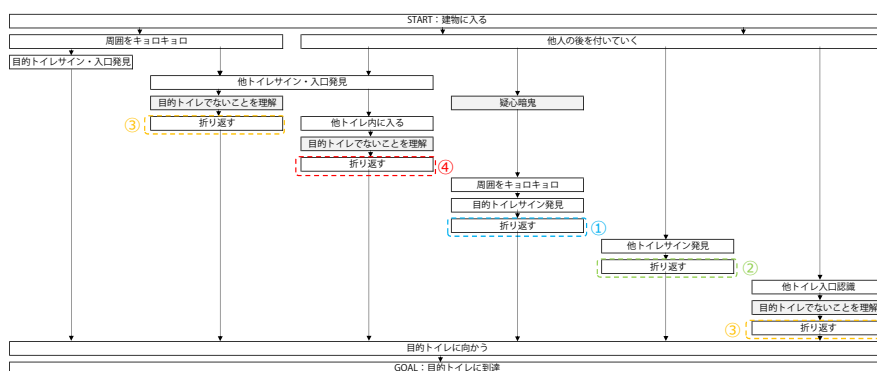 START：建物に入る
周囲をキョロキョロ
他人の後を付いていく
目的トイレサイン・入口発見
他トイレサイン・入口発見
目的トイレでないことを理解
疑心暗鬼
③
折り返す
他トイレ内に入る
目的トイレでないことを理解
折り返す
④
周囲をキョロキョロ
目的トイレサイン発見
折り返す
①
他トイレサイン発見
折り返す
②
他トイレ入口認識
目的トイレでないことを理解
③
折り返す
目的トイレに向かう
GOAL：目的トイレに到達